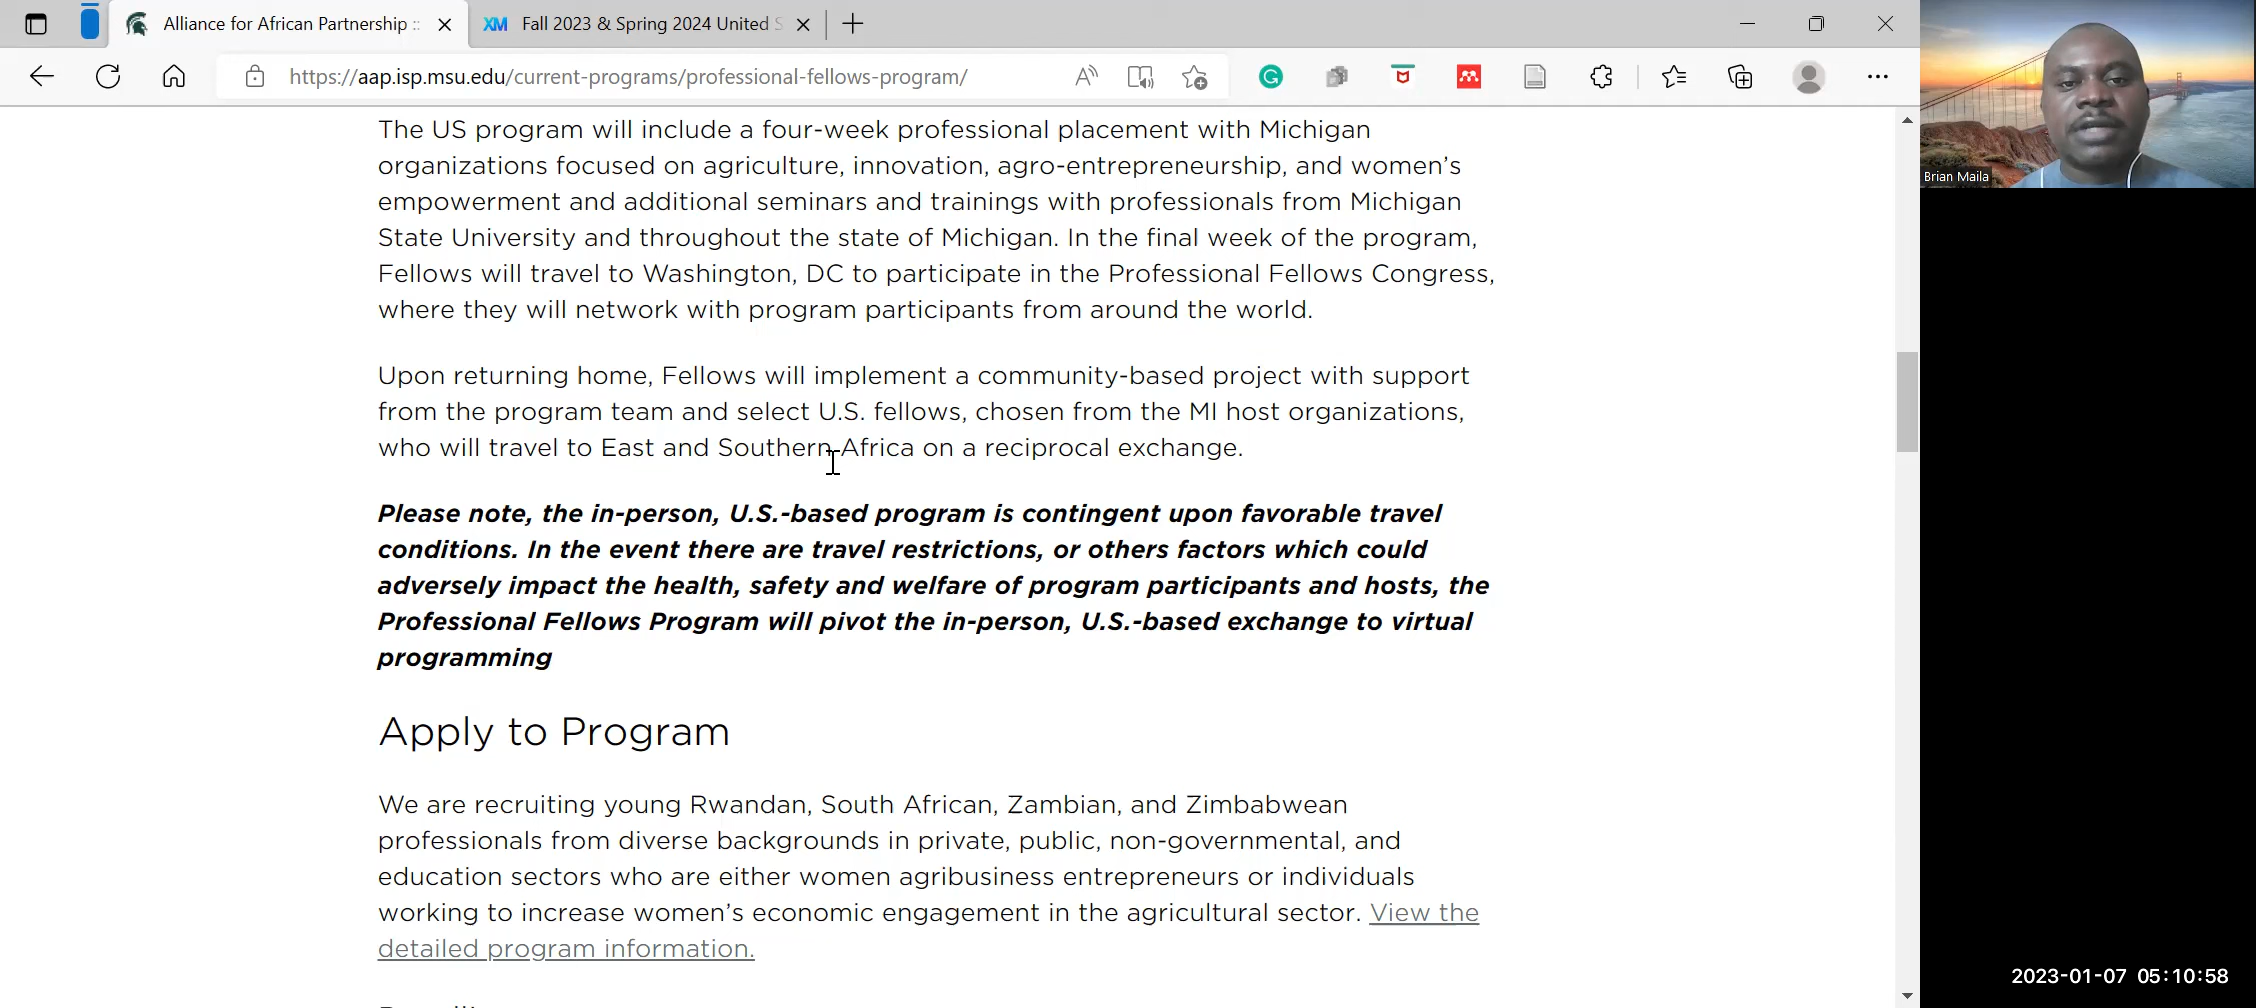 Alliance for African Partnership ::
Fall 2023 & Spring 2024 United S
https://aap.isp.msu.edu/current-programs/professional-fellows-program/
The US program will include a four-week professional placement with Michigan
organizations focused on agriculture, innovation, agro-entrepreneurship, and women’s
empowerment and additional seminars and trainings with professionals from Michigan
State University and throughout the state of Michigan. In the final week of the program,
Fellows will travel to Washington, DC to participate in the Professional Fellows Congress,
where they will network with program participants from around the world.
Upon returning home, Fellows will implement a community-based project with support
from the program team and select U.S. fellows, chosen from the MI host organizations,
who will travel to East and Southern Africa on a reciprocal exchange.
Please note, the in-person, U.S.-based program is contingent upon favorable travel
conditions. In the event there are travel restrictions, or others factors which could
adversely impact the health, safety and welfare of program participants and hosts, the
Professional Fellows Program will pivot the in-person, U.S.-based exchange to virtual
programming
Apply to Program
We are recruiting young Rwandan, South African, Zambian, and Zimbabwean
professionals from diverse backgrounds in private, public, non-governmental, and
education sectors who are either women agribusiness entrepreneurs or individuals
working to increase women’s economic engagement in the agricultural sector. View the
detailed program information.
Brian Maila
2023-01-07 05:10:58